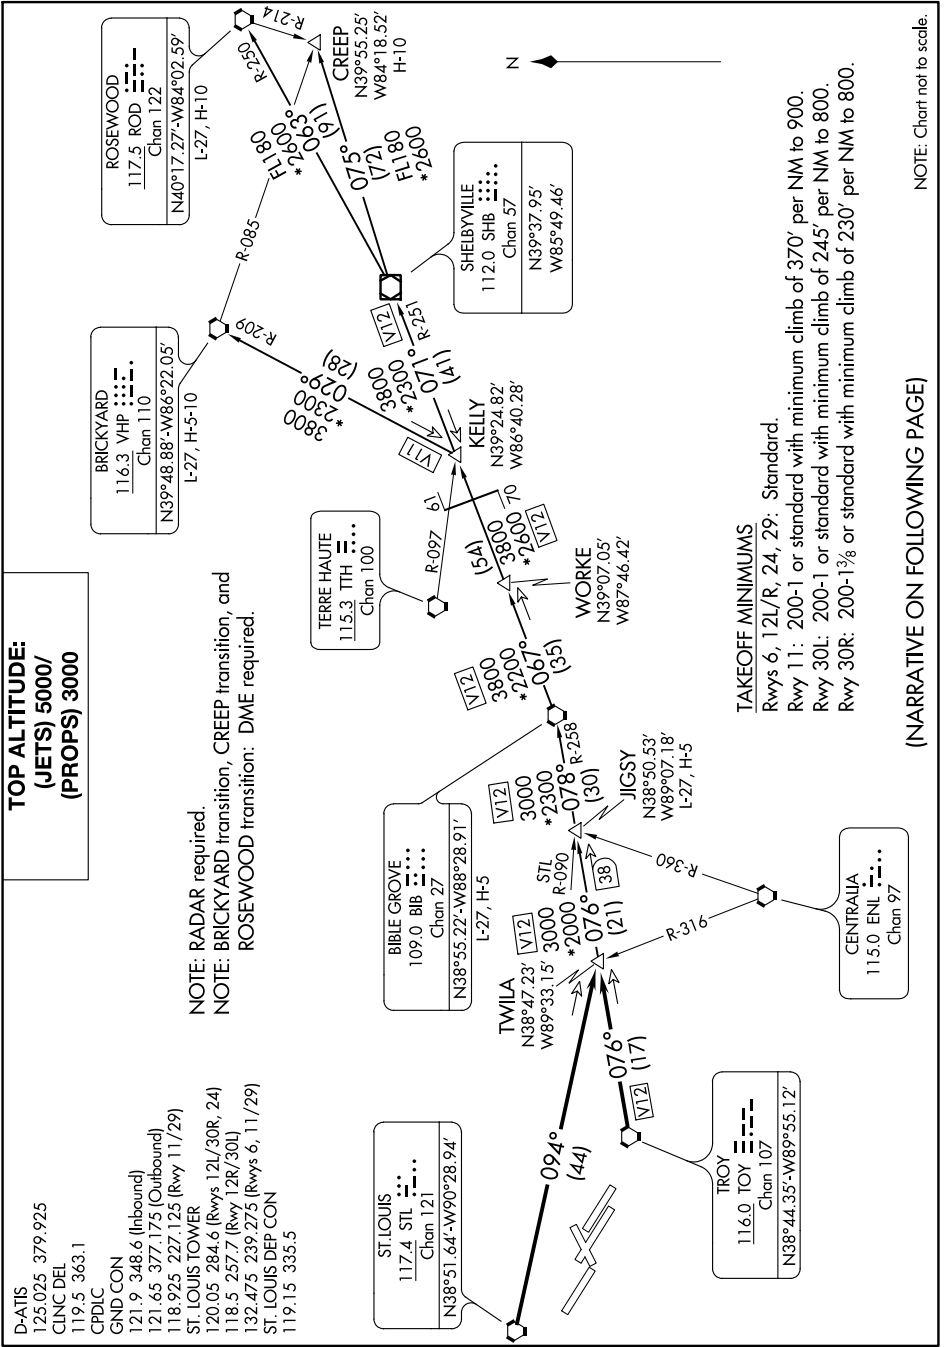 TOP ALTITUDE:
(JETS) 5000/
(PROPS) 3000
D-ATIS
125.025 379.925
CLNC DEL
119.5 363.1
CPDLC
GND CON
121.9 348.6 (Inbound)
121.65 377.175 (Outbound)
118.925 227.125 (Rwy 11/29)
ST. LOUIS TOWER
120.05 284.6 (Rwys 12L/30R, 24)
118.5 257.7 (Rwy 12R/30L)
132.475 239.275 (Rwys 6, 11/29)
ST. LOUIS DEP CON
119.15 335.5
NOTE: RADAR required.
NOTE: BRICKYARD transition, CREEP transition, and
ROSEWOOD transition: DME required.
ST.LOUIS
117.4 STL
Chan 121
N38°51.64'-W90°28.94'
094°
(44)
TROY
116.0 TOY
Chan 107
N38°44.35'-W89°55.12'
V12
076°
(17)
TWILA
N38°47.23'
W89°33.15'
V12
3000
*2000
076°
(21)
STL
R-090
38
CENTRALIA
115.0 ENL
Chan 97
R-316
R-360
JIGSY
N38°50.53'
W89°07.18'
L-27, H-5
V12
3000
*2300
078°
(30)
R-258
BIBLE GROVE
109.0 BIB
Chan 27
N38°55.22'-W88°28.91'
L-27, H-5
V12
3800
*2200
067°
(35)
WORKE
N39°07.05'
W87°46.42'
(54)
3800
*2600
V12
61
70
TERRE HAUTE
115.3 TTH
Chan 100
R-097
KELLY
N39°24.82'
W86°40.28'
V11
3800
*2300
029°
(28)
R-209
BRICKYARD
116.3 VHP
Chan 110
N39°48.88'-W86°22.05'
L-27, H-5-10
R-085
V12
3800
*2300
071°
(41)
R-251
SHELBYVILLE
112.0 SHB
Chan 57
N39°37.95'
W85°49.46'
FL180
*2600
063°
(91)
R-250
075°
(72)
FL180
*2600
ROSEWOOD
117.5 ROD
Chan 122
N40°17.27'-W84°02.59'
L-27, H-10
R-214
CREEP
N39°55.25'
W84°18.52'
H-10
N
TAKEOFF MINIMUMS
Rwys 6, 12L/R, 24, 29: Standard.
Rwy 11: 200-1 or standard with minimum climb of 370' per NM to 900.
Rwy 30L: 200-1 or standard with minimum climb of 245' per NM to 800.
Rwy 30R: 200-1⅜ or standard with minimum climb of 230' per NM to 800.
(NARRATIVE ON FOLLOWING PAGE)
NOTE: Chart not to scale.